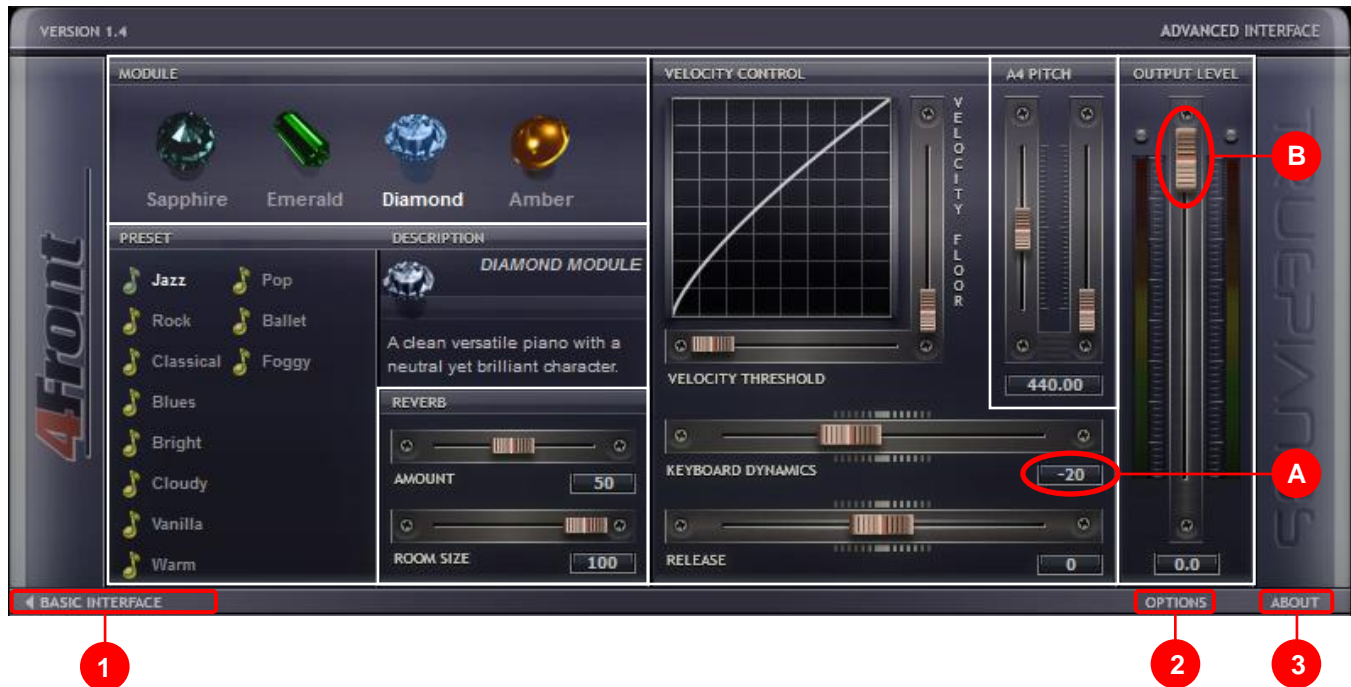 VERSION 1.4
ADVANCED INTERFACE
MODULE
Sapphire
Emerald
Diamond
Amber
PRESET
Jazz
Pop
Rock
Ballet
Classical
Foggy
Blues
Bright
Cloudy
Vanilla
Warm
DESCRIPTION
DIAMOND MODULE
A clean versatile piano with a
neutral yet brilliant character.
REVERB
AMOUNT
50
ROOM SIZE
100
VELOCITY CONTROL
VELOCITY FLOOR
VELOCITY THRESHOLD
KEYBOARD DYNAMICS
-20
RELEASE
0
A4 PITCH
440.00
OUTPUT LEVEL
0.0
B
A
4Front
TRUEPIANOS
BASIC INTERFACE
OPTIONS
ABOUT
1
2
3